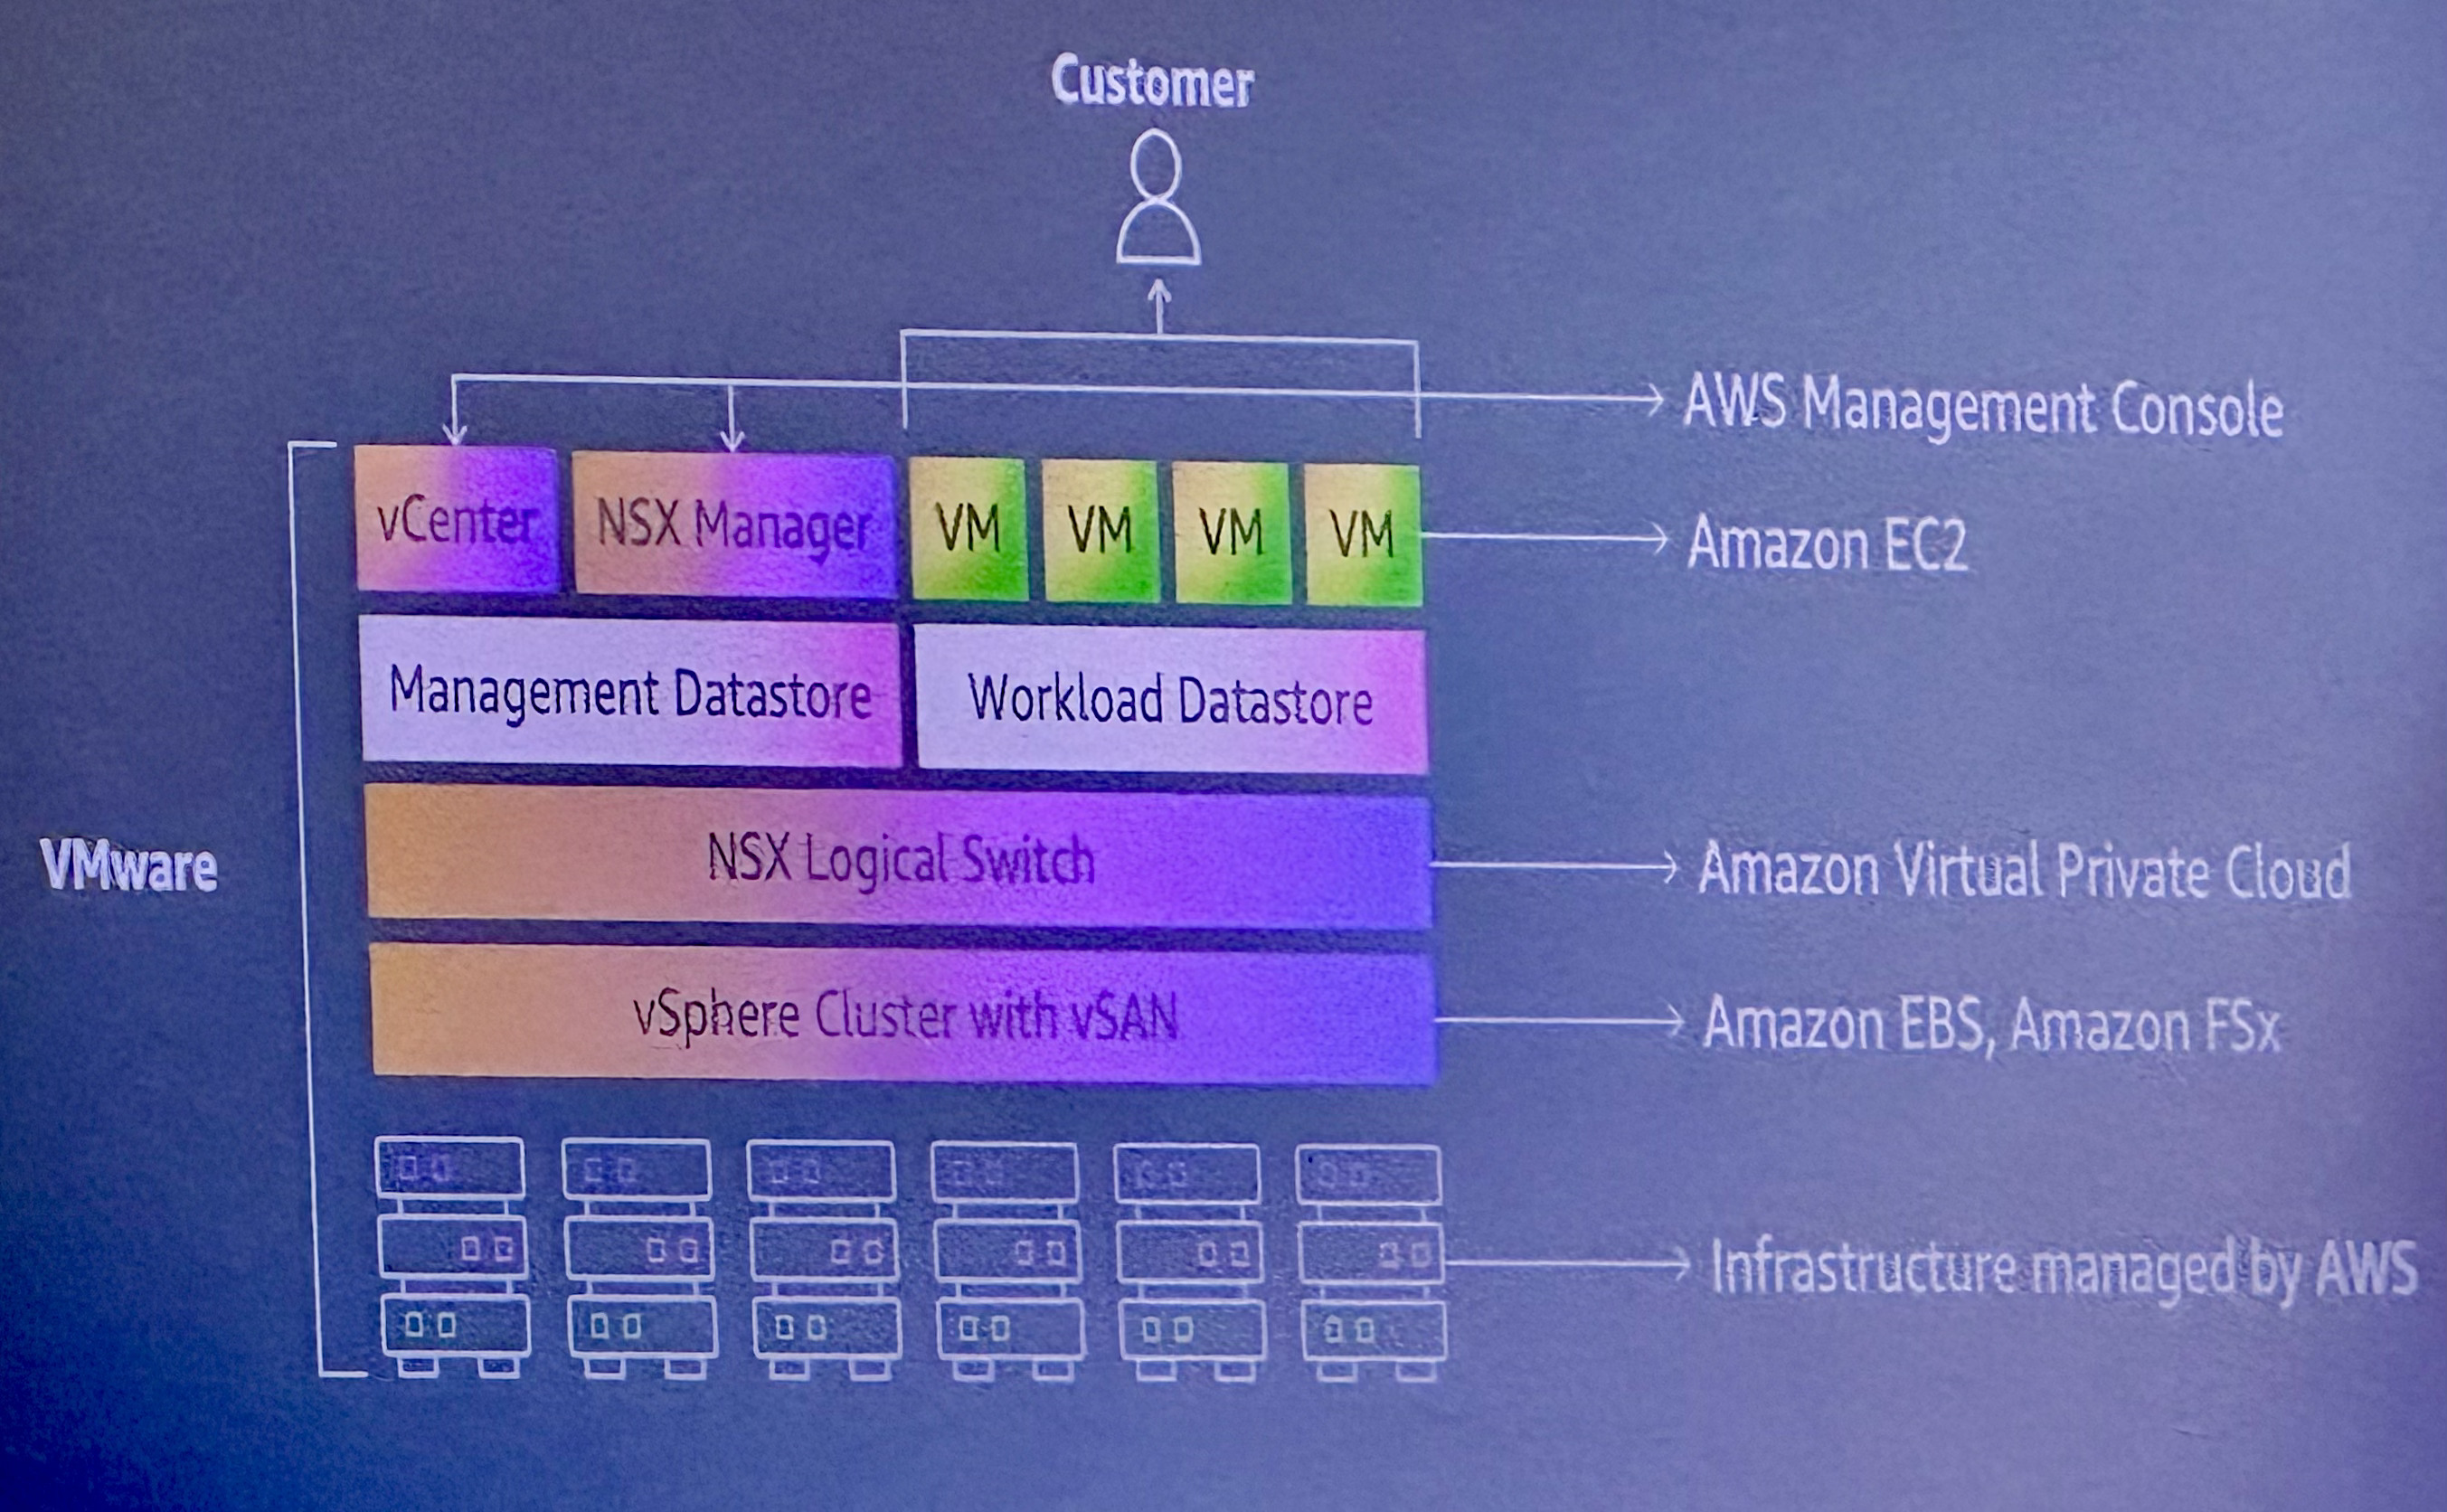 Customer
AWS Management Console
vCenter
NSX Manager
VM
VM
VM
VM
Amazon EC2
Management Datastore
Workload Datastore
VMware
NSX Logical Switch
Amazon Virtual Private Cloud
vSphere Cluster with vSAN
Amazon EBS, Amazon FSx
Infrastructure managed by AWS